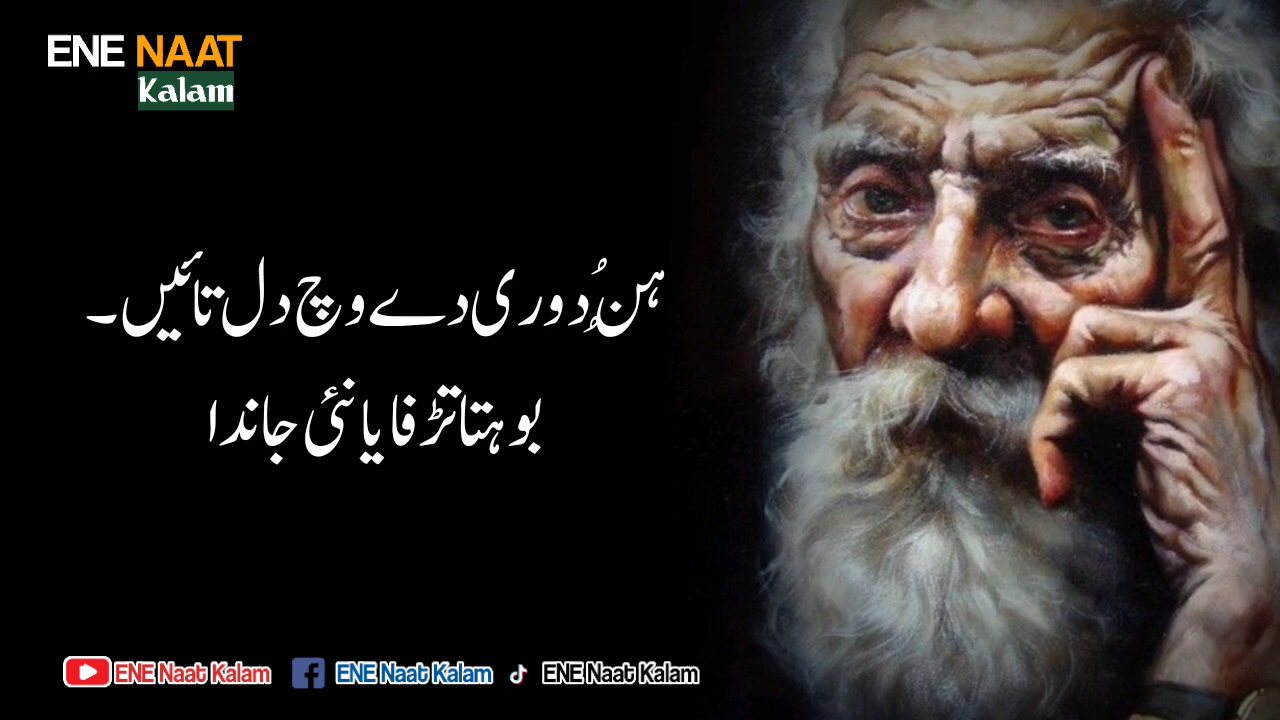 ENE NAAT
Kalam
ہن دُوری دے وچ دل تائیں۔
بوہتا تڑفایا نئی جاندا
ENE Naat Kalam ENE Naat Kalam ENE Naat Kalam